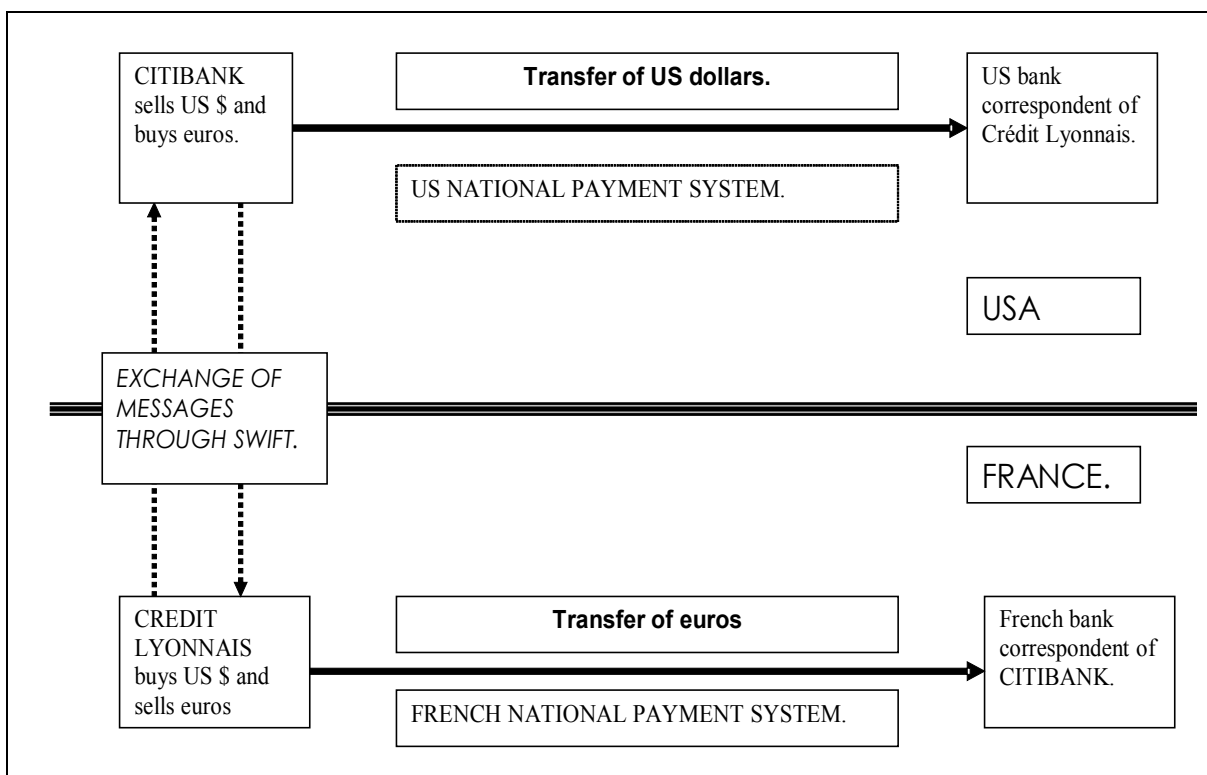 CITIBANK
sells US $ and
buys euros.
Transfer of US dollars.
US bank
correspondent of
Crédit Lyonnais.
US NATIONAL PAYMENT SYSTEM.
USA
EXCHANGE OF
MESSAGES
THROUGH SWIFT.
FRANCE.
CREDIT
LYONNAIS
buys US $ and
sells euros
Transfer of euros
French bank
correspondent of
CITIBANK.
FRENCH NATIONAL PAYMENT SYSTEM.